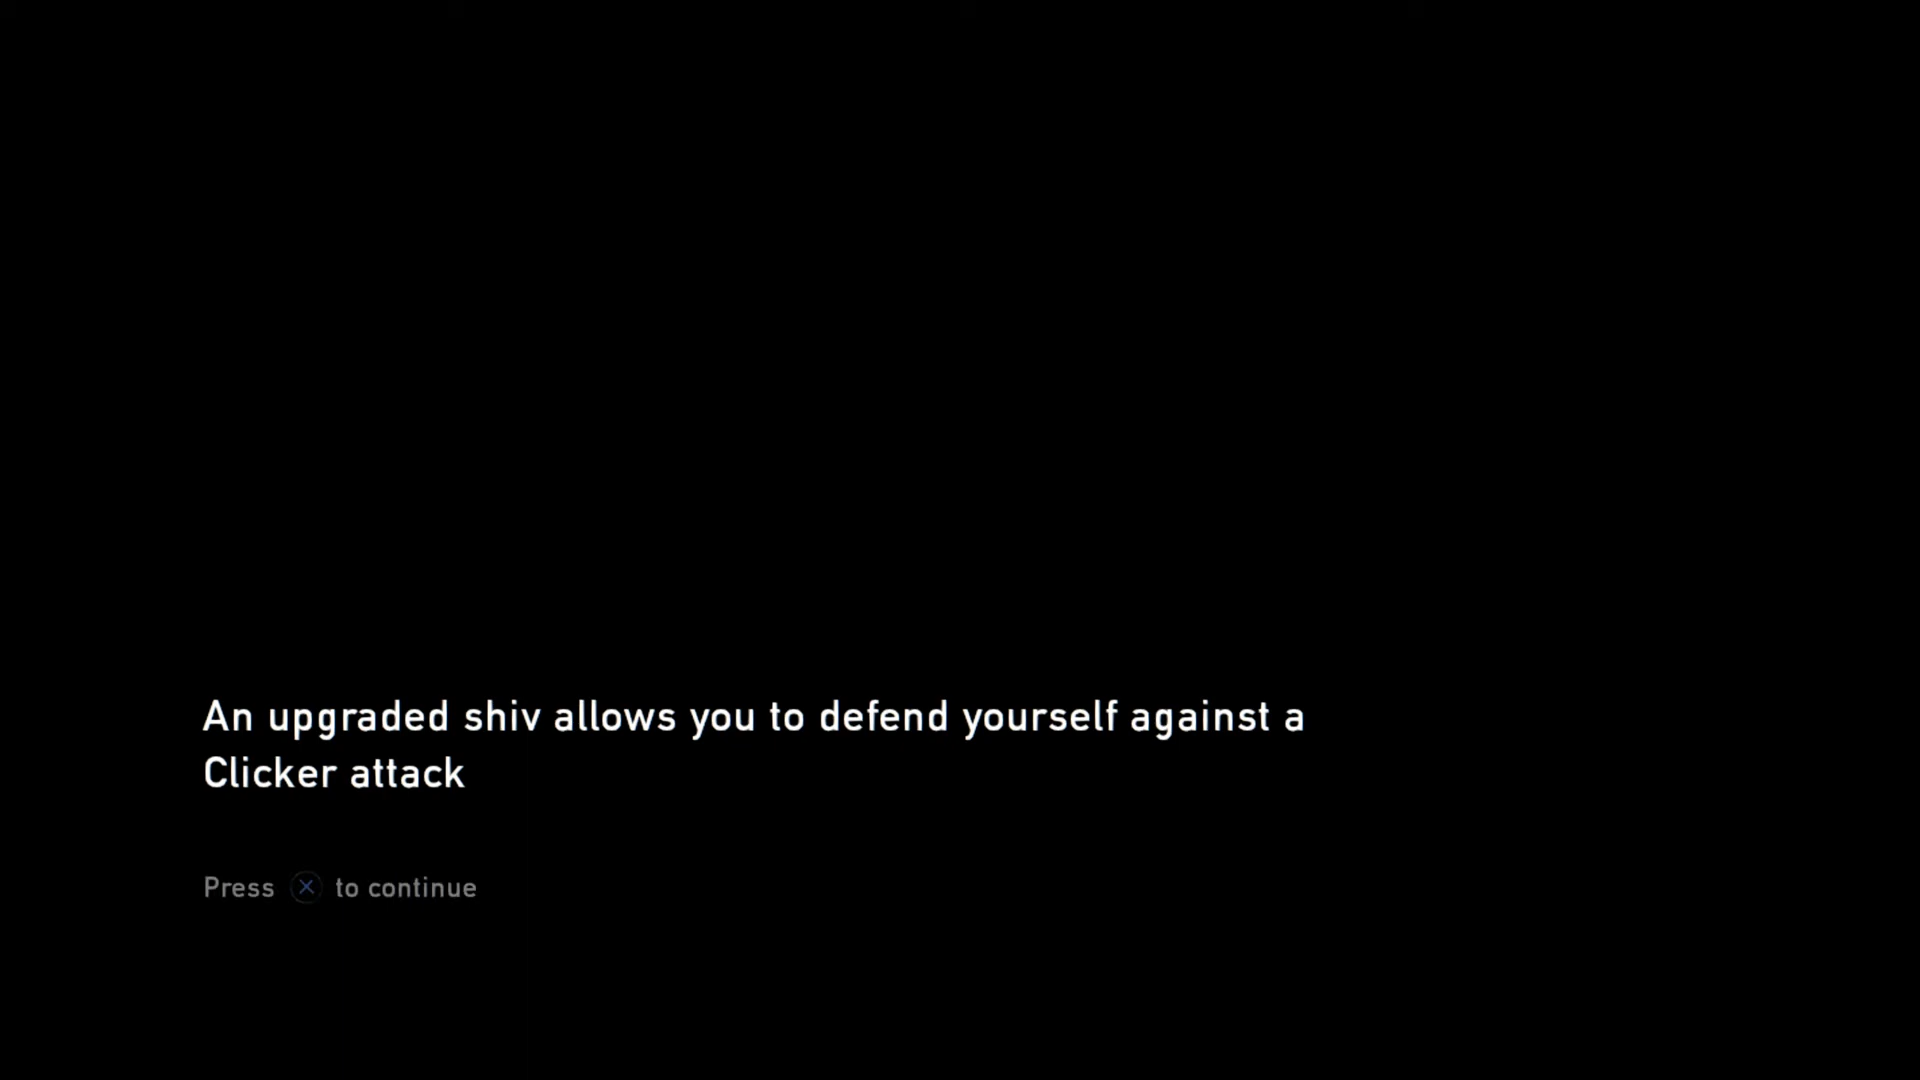 An upgraded shiv allows you to defend yourself against a
Clicker attack
Press ⓧ to continue